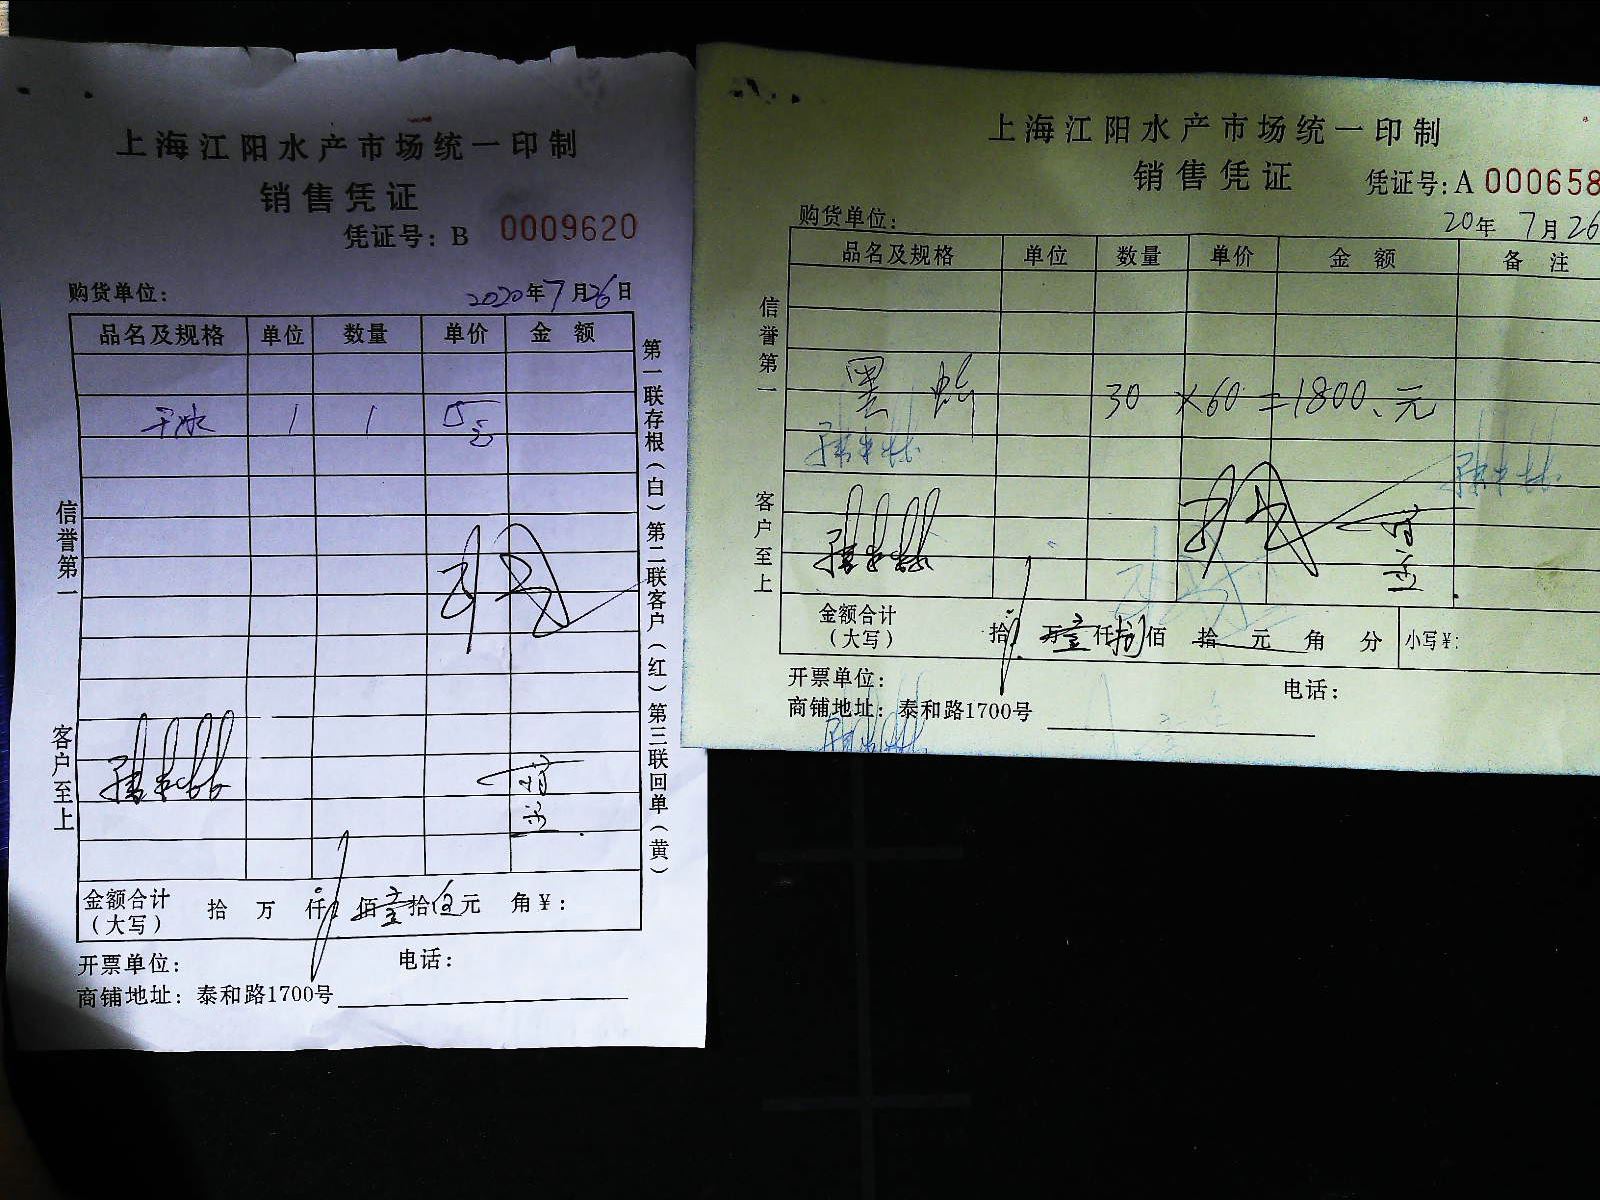 上海江阳水产市场统一印制
销售凭证
凭证号：B 0009620
购货单位： 2020年7月26日
品名及规格 单位 数量 单价 金 额
干冰 1 1
信誉第一
客户至上
第一联存根（白）第二联客户（红）第三联回单（黄）
金额合计（大写） 拾 万 仟 佰壹拾伍元 角￥：
开票单位： 电话：
商铺地址：泰和路1700号
上海江阳水产市场统一印制
销售凭证 凭证号：A 000658
购货单位： 20年7月26
品名及规格 单位 数量 单价 金 额 备 注
30 ×60=1800、元
信誉第一
客户至上
金额合计（大写） 拾 万壹仟捌佰 拾 元 角 分 小写￥：
开票单位： 电话：
商铺地址：泰和路1700号